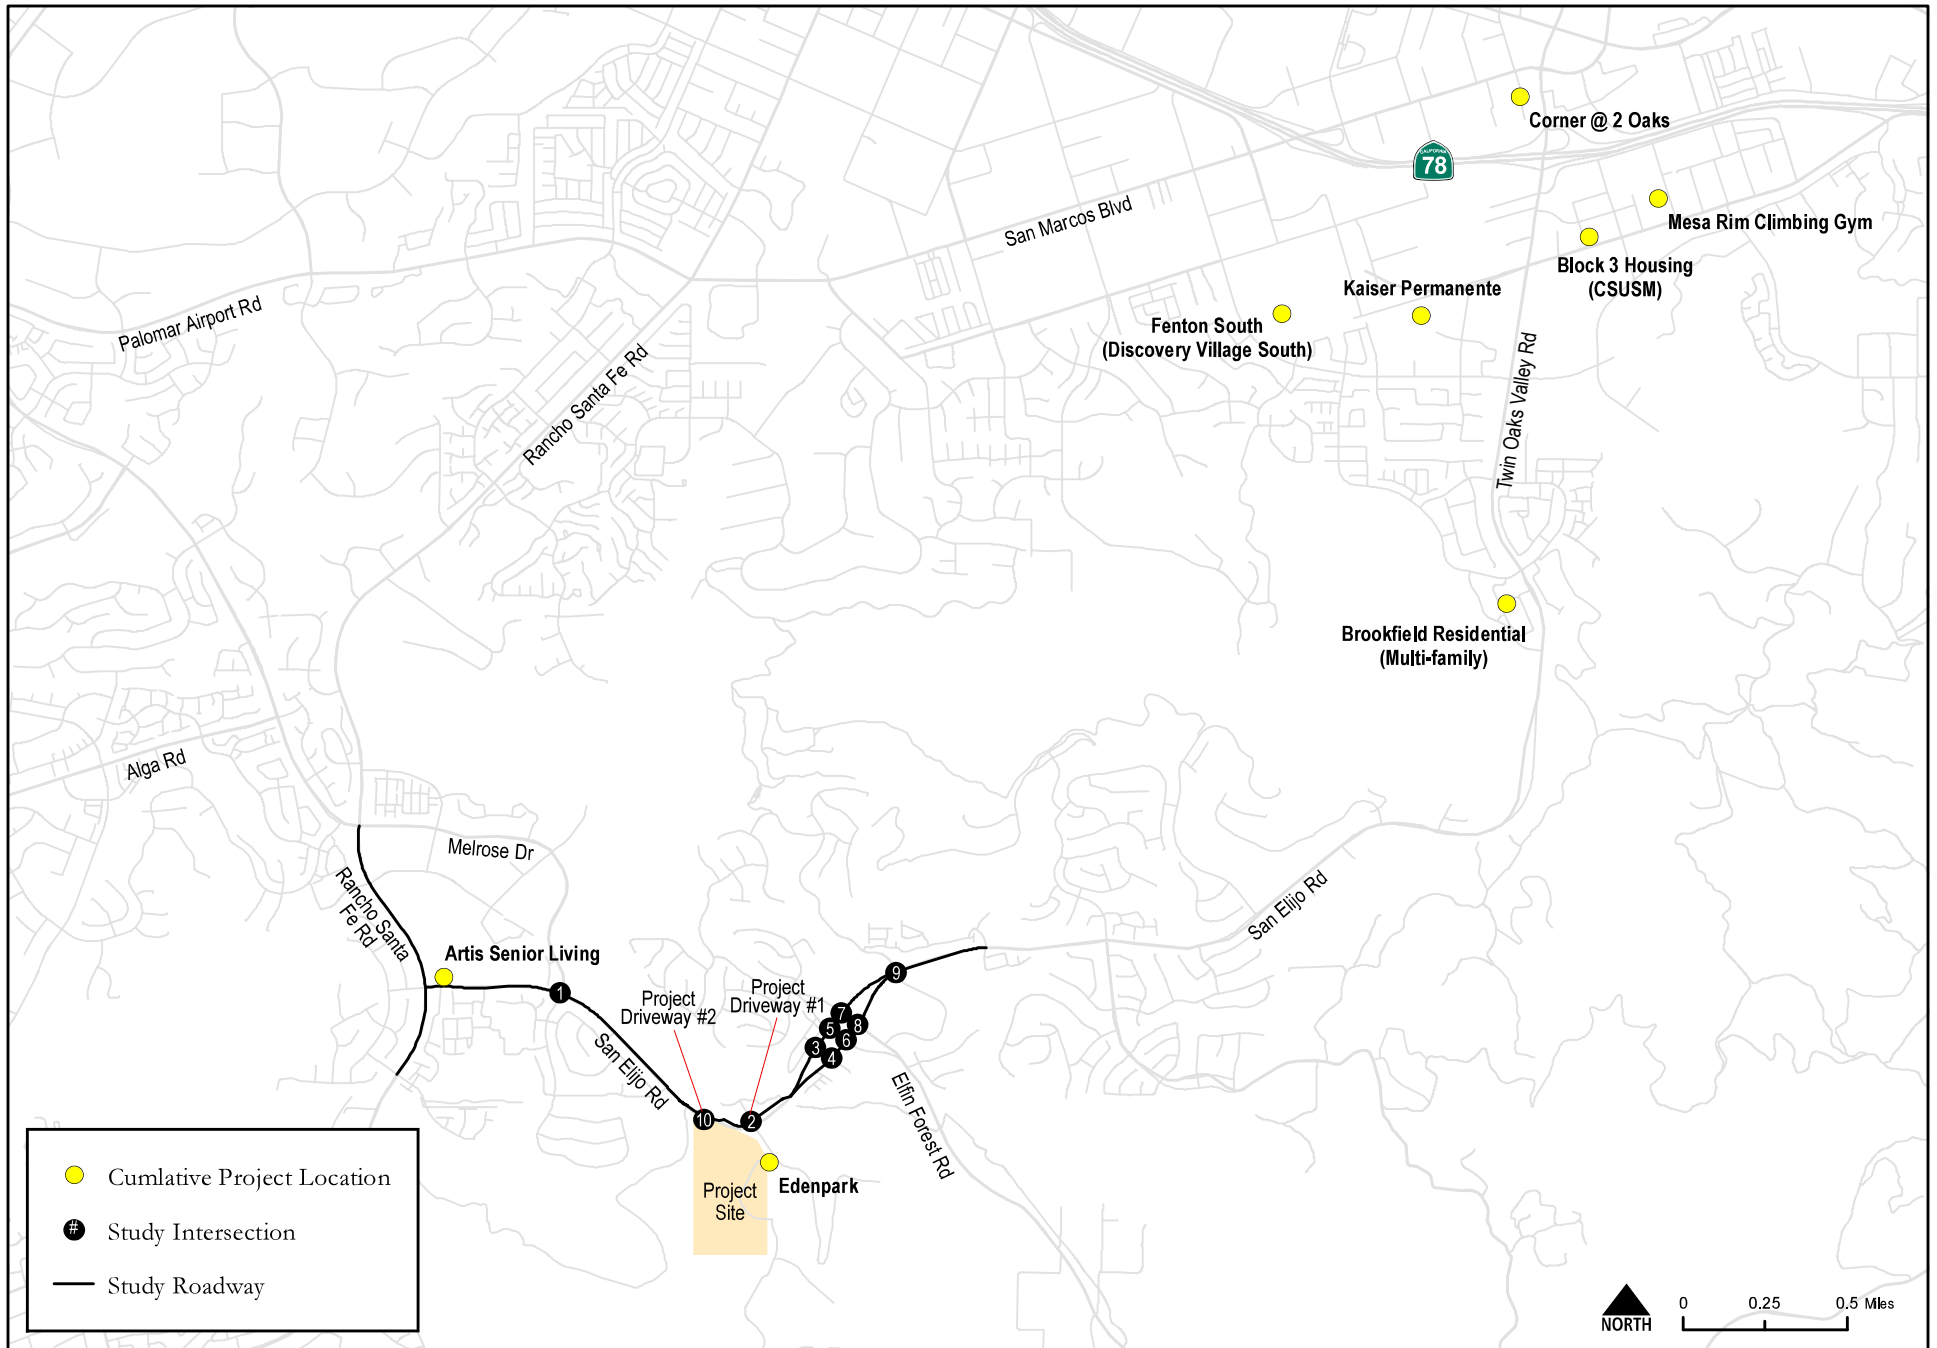 Corner @ 2 Oaks
CALIFORNIA
78
San Marcos Blvd
Mesa Rim Climbing Gym
Block 3 Housing
(CSUSM)
Kaiser Permanente
Palomar Airport Rd
Fenton South
(Discovery Village South)
Rancho Santa Fe Rd
Twin Oaks Valley Rd
Brookfield Residential
(Multi-family)
Alga Rd
Melrose Dr
Rancho Santa
Fe Rd
San Elijo Rd
Artis Senior Living
1
9
Project
Driveway #2
Project
Driveway #1
7
5
8
3
6
4
San Elijo Rd
Elfin Forest Rd
10
2
Project
Site
Edenpark
Cumlative Project Location
# Study Intersection
Study Roadway
NORTH
0 0.25 0.5 Miles